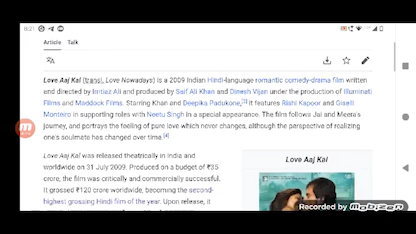 8:27
Article Talk
Love Aaj Kal (transl. Love Nowadays) is a 2009 Indian Hindi-language romantic comedy-drama film written
and directed by Imtiaz Ali and produced by Saif Ali Khan and Dinesh Vijan under the production of Illuminati
Films and Maddock Films. Starring Khan and Deepika Padukone, it features Rishi Kapoor and Giselli
Monteiro in supporting roles with Neetu Singh in a special appearance. The film follows Jai and Meera's
journey, and portrays the feeling of pure love which never changes, although the perspective of realizing
one's soulmate has changed over time.[4]
Love Aaj Kal was released theatrically in India and
worldwide on 31 July 2009. Produced on a budget of ₹35
crore, the film was critically and commercially successful.
It grossed ₹120 crore worldwide, becoming the second-
highest grossing Hindi film of the year. Upon release, it
Love Aaj Kal
Recorded by Mobizen